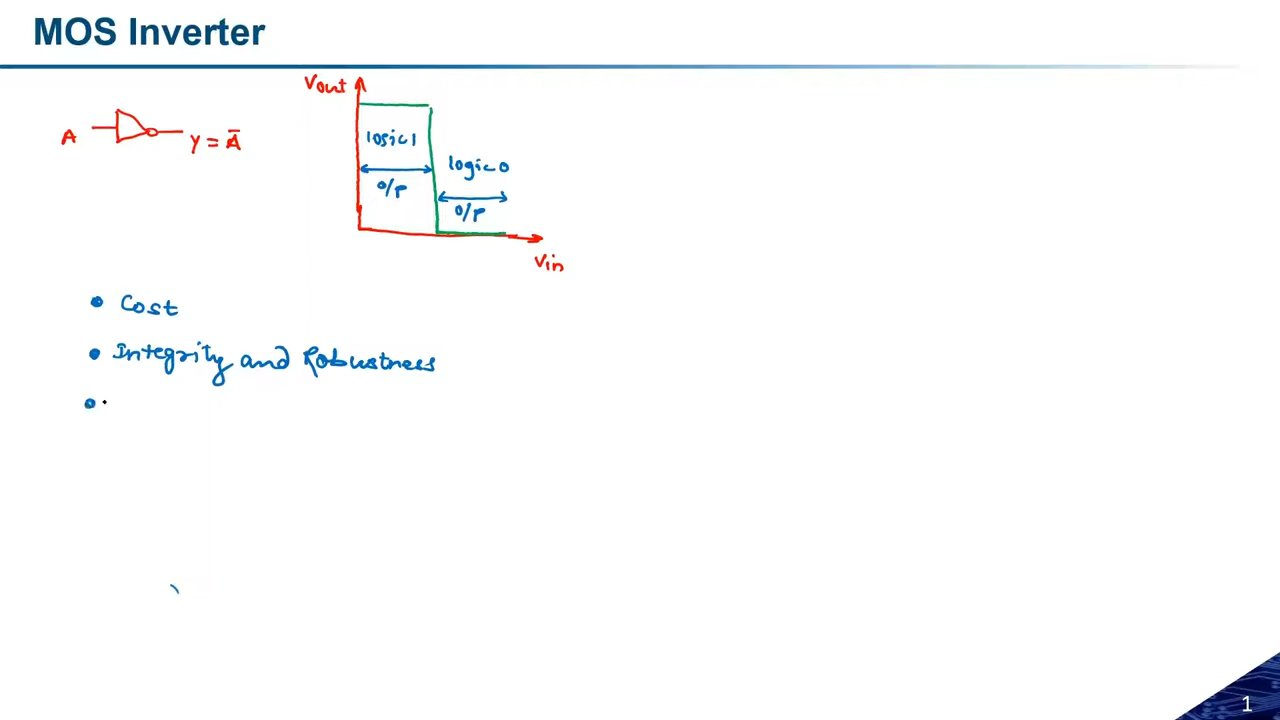 MOS Inverter
Vout
A
Y = A̅
logic 1
O/P
logic 0
O/P
Vin
• Cost
• Integrity and Robustness
•
1